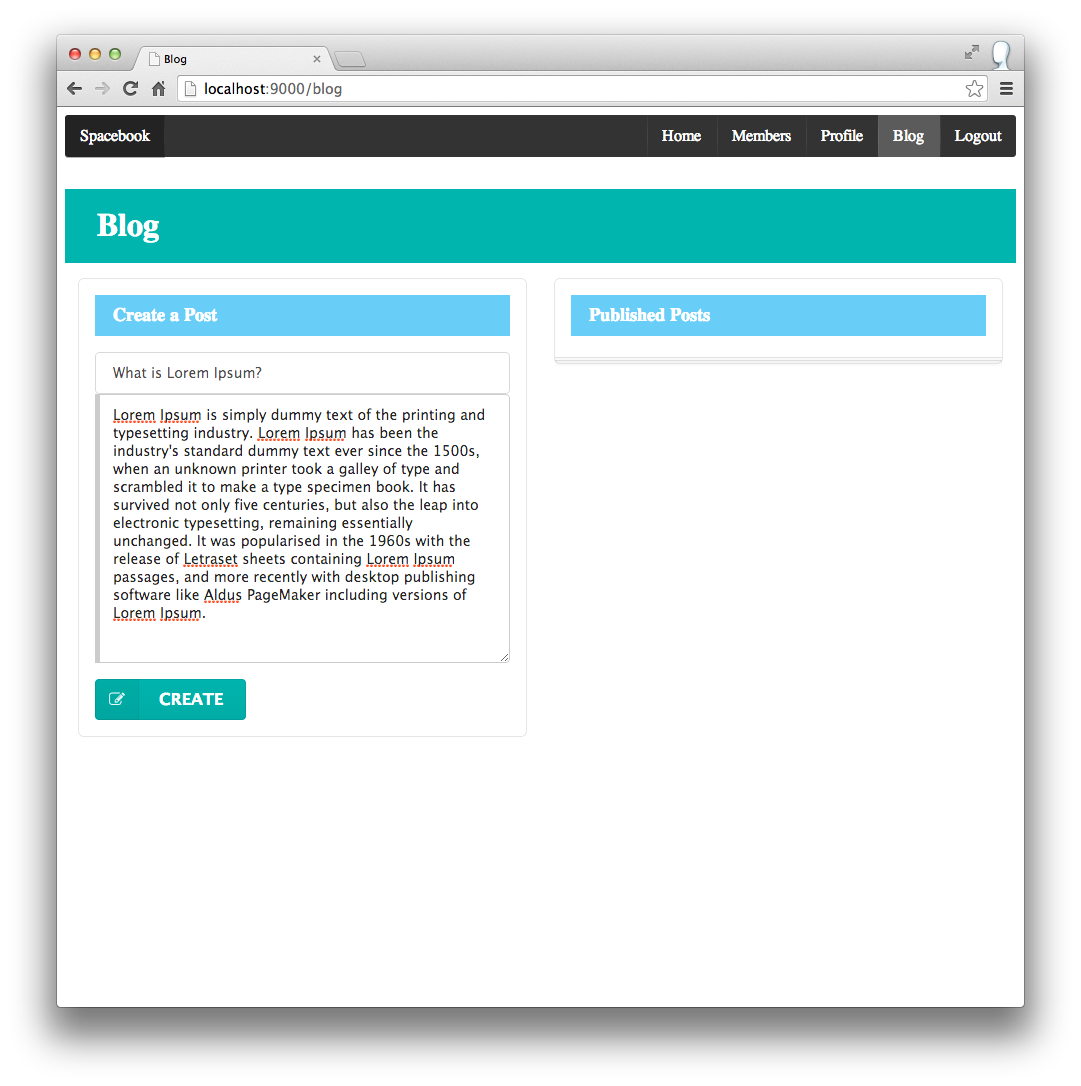 Blog
localhost:9000/blog
Spacebook Home Members Profile Blog Logout
Blog
Create a Post
What is Lorem Ipsum?
Lorem Ipsum is simply dummy text of the printing and
typesetting industry. Lorem Ipsum has been the
industry's standard dummy text ever since the 1500s,
when an unknown printer took a galley of type and
scrambled it to make a type specimen book. It has
survived not only five centuries, but also the leap into
electronic typesetting, remaining essentially
unchanged. It was popularised in the 1960s with the
release of Letraset sheets containing Lorem Ipsum
passages, and more recently with desktop publishing
software like Aldus PageMaker including versions of
Lorem Ipsum.
CREATE
Published Posts